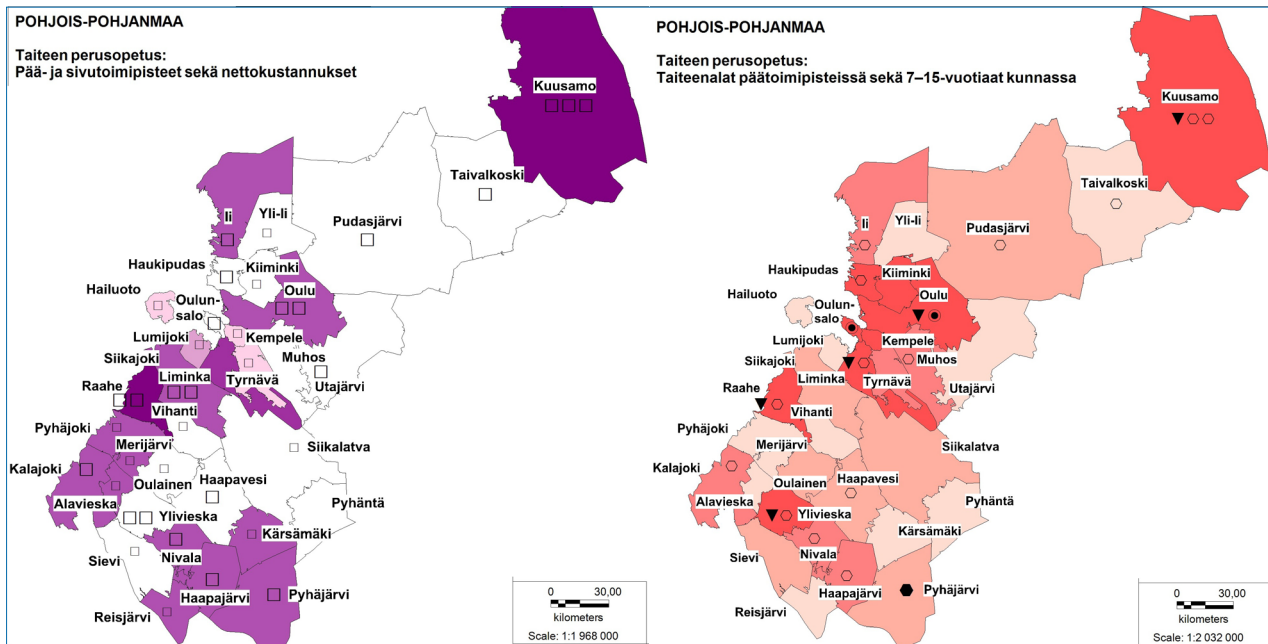 POHJOIS-POHJANMAA
Taiteen perusopetus:
Pää- ja sivutoimipisteet sekä nettokustannukset
Kuusamo
Taivalkoski
Ii
Yli-Ii
Pudasjärvi
Haukipudas
Kiiminki
Hailuoto
Oulun-
salo
Oulu
Lumijoki
Kempele
Siikajoki
Muhos
Liminka
Tyrnävä
Utajärvi
Raahe
Vihanti
Pyhäjoki
Merijärvi
Siikalatva
Kalajoki
Oulainen
Haapavesi
Alavieska
Pyhäntä
Ylivieska
Kärsämäki
Sievi
Nivala
Haapajärvi
Pyhäjärvi
Reisjärvi
0 30,00
kilometers
Scale: 1:1 968 000
POHJOIS-POHJANMAA
Taiteen perusopetus:
Taiteenalat päätoimipisteissä sekä 7–15-vuotiaat kunnassa
Kuusamo
Taivalkoski
Ii
Yli-Ii
Pudasjärvi
Haukipudas
Kiiminki
Hailuoto
Oulun-
salo
Oulu
Lumijoki
Kempele
Siikajoki
Muhos
Liminka
Tyrnävä
Raahe
Utajärvi
Vihanti
Pyhäjoki
Merijärvi
Siikalatva
Kalajoki
Oulainen
Haapavesi
Alavieska
Pyhäntä
Ylivieska
Kärsämäki
Sievi
Nivala
Haapajärvi
Pyhäjärvi
Reisjärvi
0 30,00
kilometers
Scale: 1:2 032 000